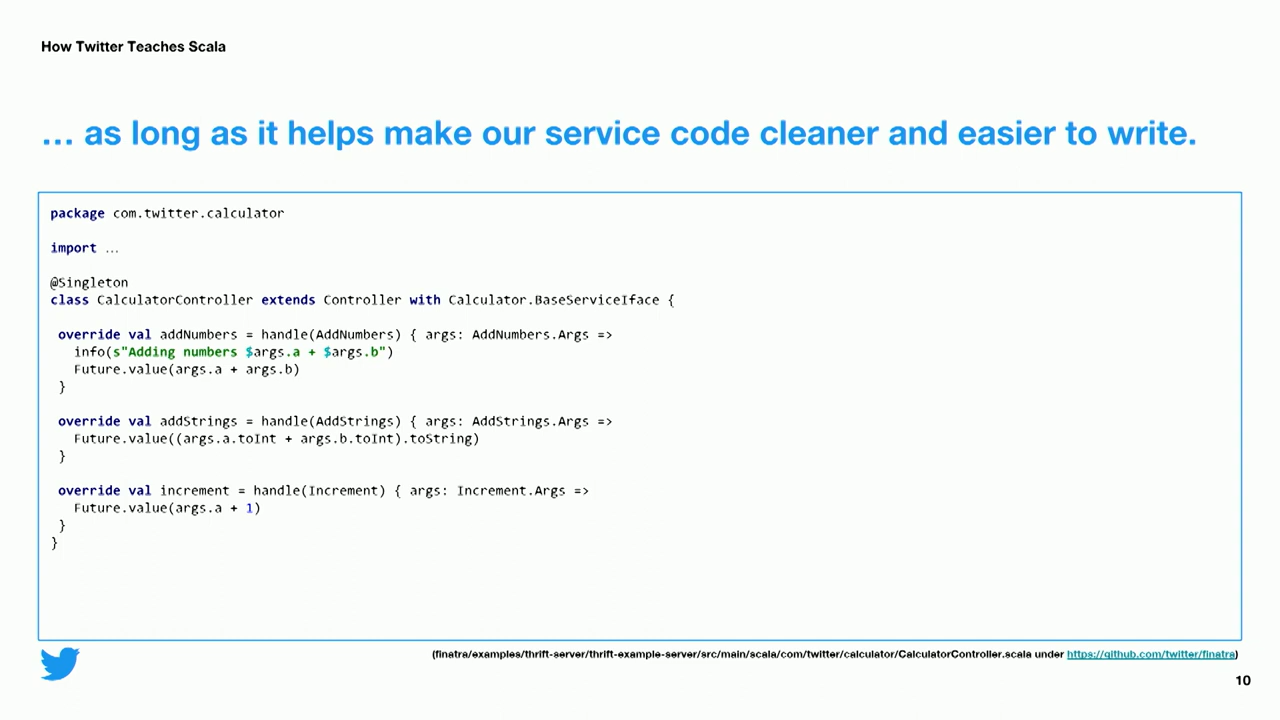 How Twitter Teaches Scala
… as long as it helps make our service code cleaner and easier to write.
package com.twitter.calculator
import …
@Singleton
class CalculatorController extends Controller with Calculator.BaseServiceIface {
override val addNumbers = handle(AddNumbers) { args: AddNumbers.Args =>
info(s"Adding numbers $args.a + $args.b")
Future.value(args.a + args.b)
}
override val addStrings = handle(AddStrings) { args: AddStrings.Args =>
Future.value((args.a.toInt + args.b.toInt).toString)
}
override val increment = handle(Increment) { args: Increment.Args =>
Future.value(args.a + 1)
}
}
(finatra/examples/thrift-server/thrift-example-server/src/main/scala/com/twitter/calculator/CalculatorController.scala under https://github.com/twitter/finatra)
10